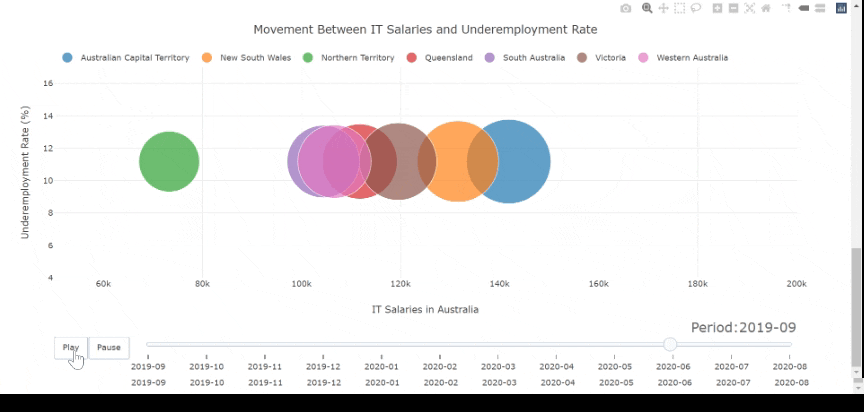 Movement Between IT Salaries and Underemployment Rate
Australian Capital Territory New South Wales Northern Territory Queensland South Australia Victoria Western Australia
Underemployment Rate (%)
16
14
12
10
8
6
4
60k 80k 100k 120k 140k 160k 180k 200k
IT Salaries in Australia
Period:2019-09
Play Pause
2019-09 2019-10 2019-11 2019-12 2020-01 2020-02 2020-03 2020-04 2020-05 2020-06 2020-07 2020-08
2019-09 2019-10 2019-11 2019-12 2020-01 2020-02 2020-03 2020-04 2020-05 2020-06 2020-07 2020-08